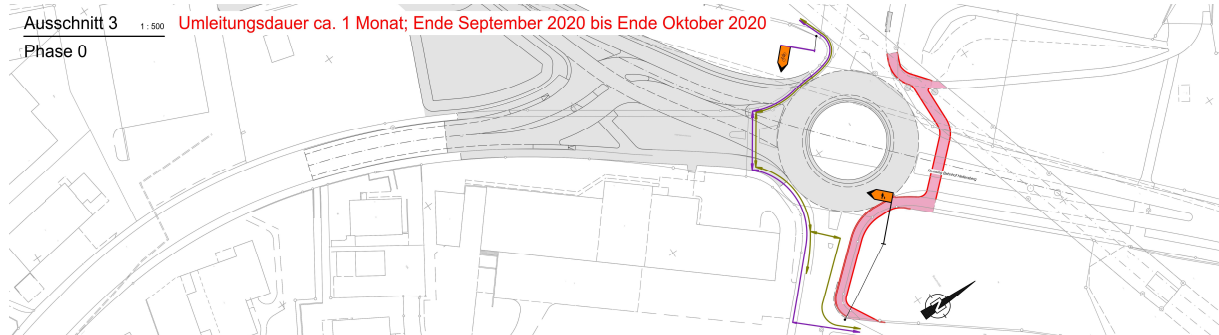 Ausschnitt 3 1 : 500 Umleitungsdauer ca. 1 Monat; Ende September 2020 bis Ende Oktober 2020
Phase 0